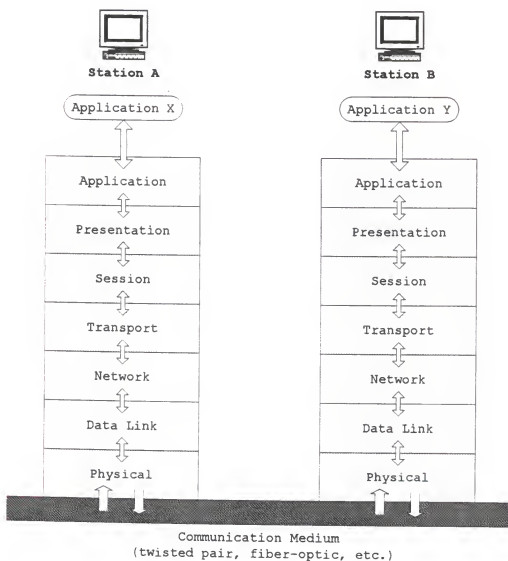 Station A
Station B
Application X
Application Y
Application
Application
Presentation
Presentation
Session
Session
Transport
Transport
Network
Network
Data Link
Data Link
Physical
Physical
Communication Medium
(twisted pair, fiber-optic, etc.)